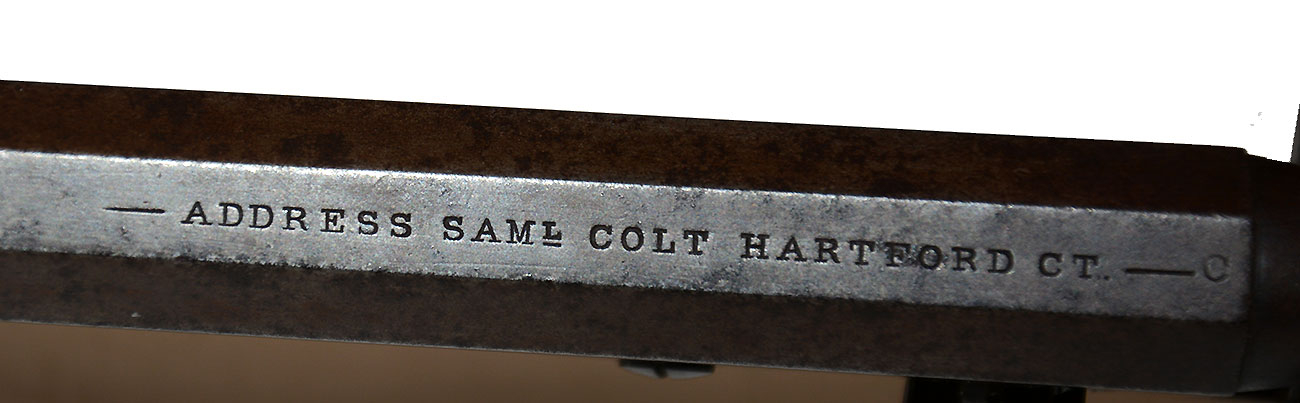 — ADDRESS SAML COLT HARTFORD CT. — C